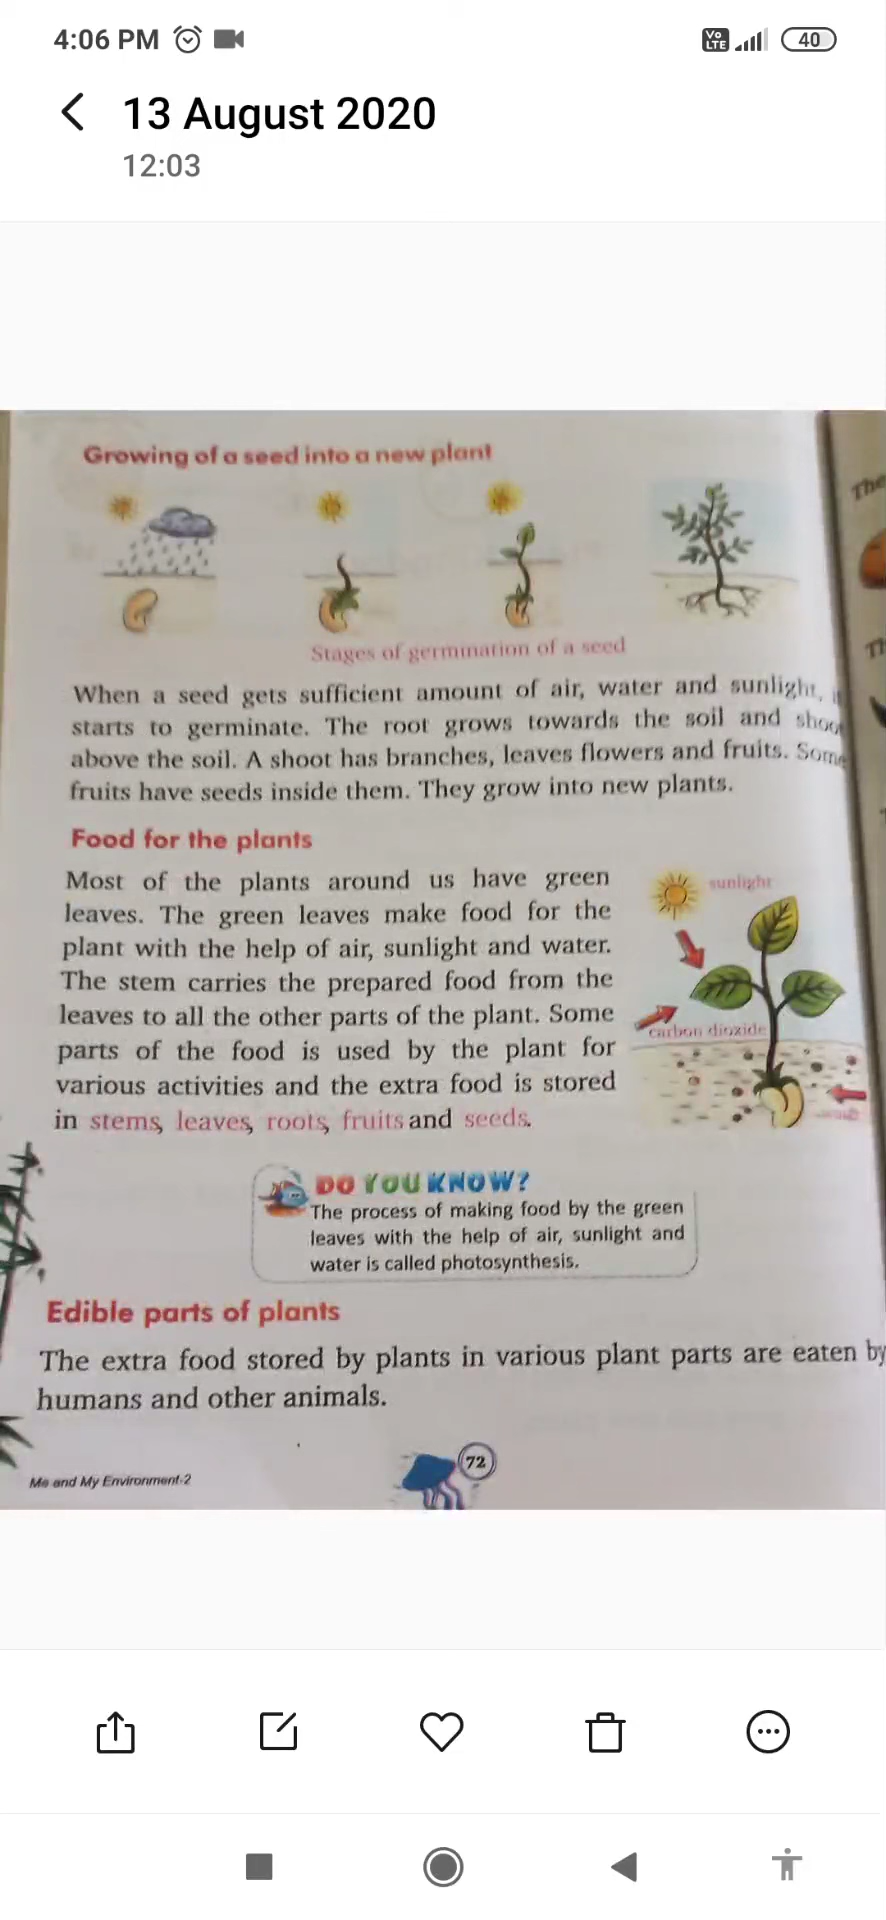 4:06 PM
Vo LTE
40
13 August 2020
12:03
Growing of a seed into a new plant
The
Stages of germination of a seed
When a seed gets sufficient amount of air, water and sunlight,
starts to germinate. The root grows towards the soil and shoo
above the soil. A shoot has branches, leaves flowers and fruits. Some
fruits have seeds inside them. They grow into new plants.
Food for the plants
Most of the plants around us have green
leaves. The green leaves make food for the
plant with the help of air, sunlight and water.
The stem carries the prepared food from the
leaves to all the other parts of the plant. Some
parts of the food is used by the plant for
various activities and the extra food is stored
in stems, leaves, roots, fruits and seeds.
sunlight
carbon dioxide
DO YOU KNOW?
The process of making food by the green
leaves with the help of air, sunlight and
water is called photosynthesis.
Edible parts of plants
The extra food stored by plants in various plant parts are eaten by
humans and other animals.
72
Me and My Environment-2